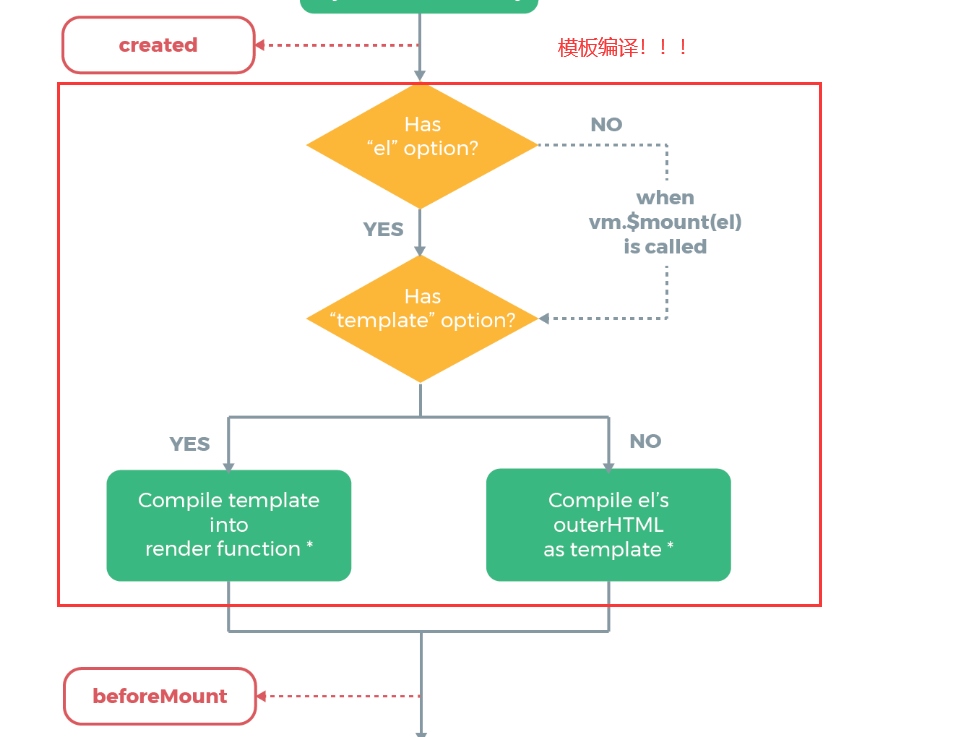 created
模板编译！！！
Has
“el” option?
NO
when
vm.$mount(el)
is called
YES
Has
“template” option?
YES
NO
Compile template
into
render function *
Compile el’s
outerHTML
as template *
beforeMount